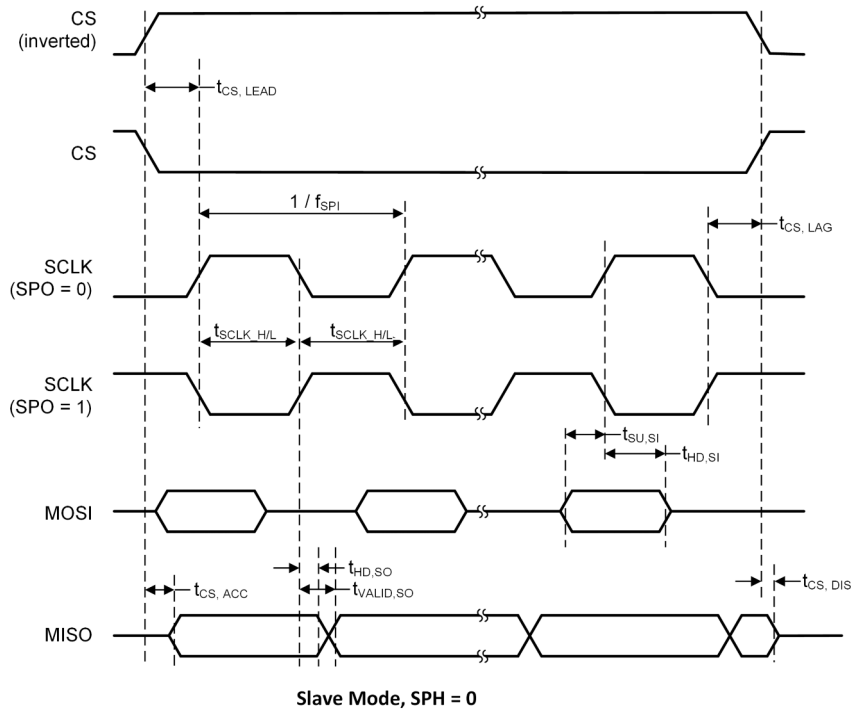 CS
(inverted)
tCS, LEAD
CS
1 / fSPI
tCS, LAG
SCLK
(SPO = 0)
tSCLK_H/L
tSCLK_H/L
SCLK
(SPO = 1)
tSU,SI
tHD,SI
MOSI
tHD,SO
tVALID,SO
tCS, ACC
tCS, DIS
MISO
Slave Mode, SPH = 0